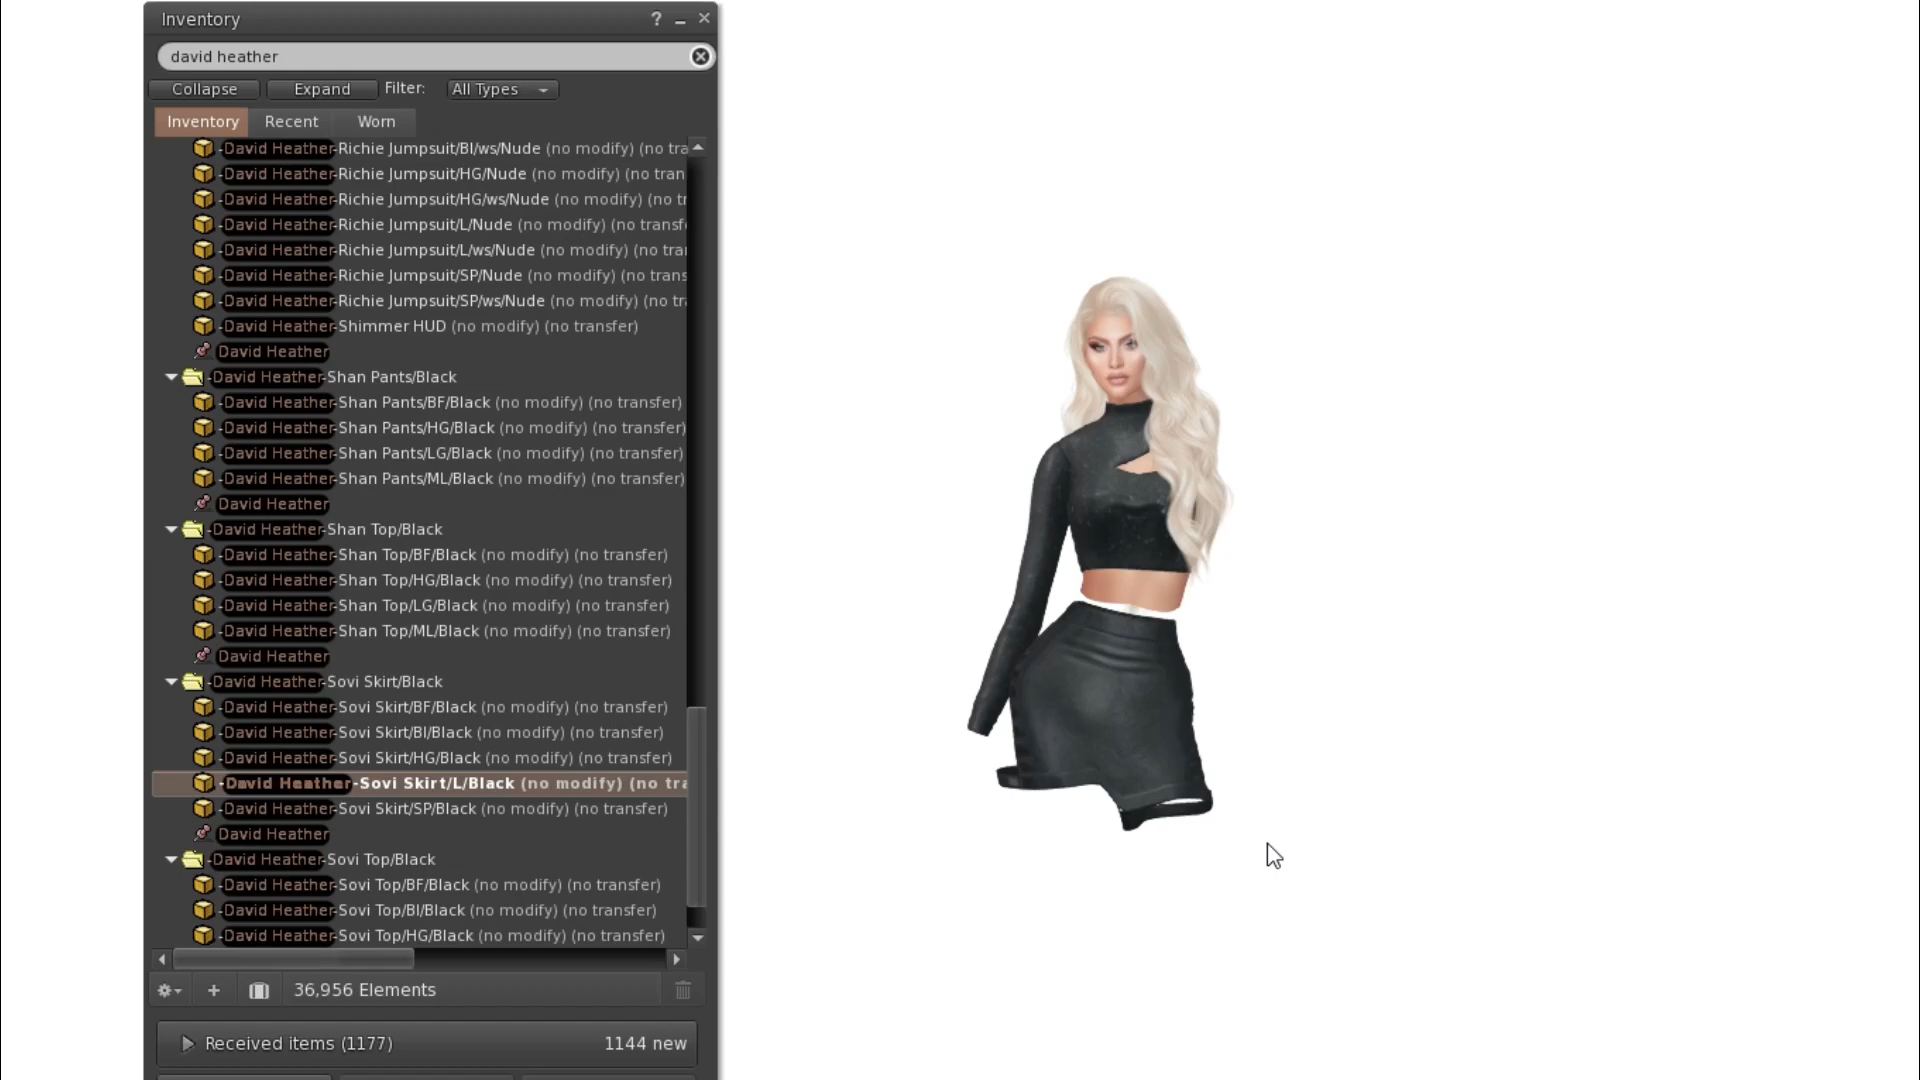 Inventory
david heather
Collapse Expand Filter: All Types
Inventory Recent Worn
-David Heather-Richie Jumpsuit/BI/ws/Nude (no modify) (no tra
-David Heather-Richie Jumpsuit/HG/Nude (no modify) (no tran
-David Heather-Richie Jumpsuit/HG/ws/Nude (no modify) (no tr
-David Heather-Richie Jumpsuit/L/Nude (no modify) (no transf
-David Heather-Richie Jumpsuit/L/ws/Nude (no modify) (no tra
-David Heather-Richie Jumpsuit/SP/Nude (no modify) (no trans
-David Heather-Richie Jumpsuit/SP/ws/Nude (no modify) (no tr
-David Heather-Shimmer HUD (no modify) (no transfer)
David Heather
-David Heather-Shan Pants/Black
-David Heather-Shan Pants/BF/Black (no modify) (no transfer)
-David Heather-Shan Pants/HG/Black (no modify) (no transfer)
-David Heather-Shan Pants/LG/Black (no modify) (no transfer)
-David Heather-Shan Pants/ML/Black (no modify) (no transfer)
David Heather
-David Heather-Shan Top/Black
-David Heather-Shan Top/BF/Black (no modify) (no transfer)
-David Heather-Shan Top/HG/Black (no modify) (no transfer)
-David Heather-Shan Top/LG/Black (no modify) (no transfer)
-David Heather-Shan Top/ML/Black (no modify) (no transfer)
David Heather
-David Heather-Sovi Skirt/Black
-David Heather-Sovi Skirt/BF/Black (no modify) (no transfer)
-David Heather-Sovi Skirt/BI/Black (no modify) (no transfer)
-David Heather-Sovi Skirt/HG/Black (no modify) (no transfer)
-David Heather-Sovi Skirt/L/Black (no modify) (no tra
-David Heather-Sovi Skirt/SP/Black (no modify) (no transfer)
David Heather
-David Heather-Sovi Top/Black
-David Heather-Sovi Top/BF/Black (no modify) (no transfer)
-David Heather-Sovi Top/BI/Black (no modify) (no transfer)
-David Heather-Sovi Top/HG/Black (no modify) (no transfer)
36,956 Elements
Received items (1177) 1144 new